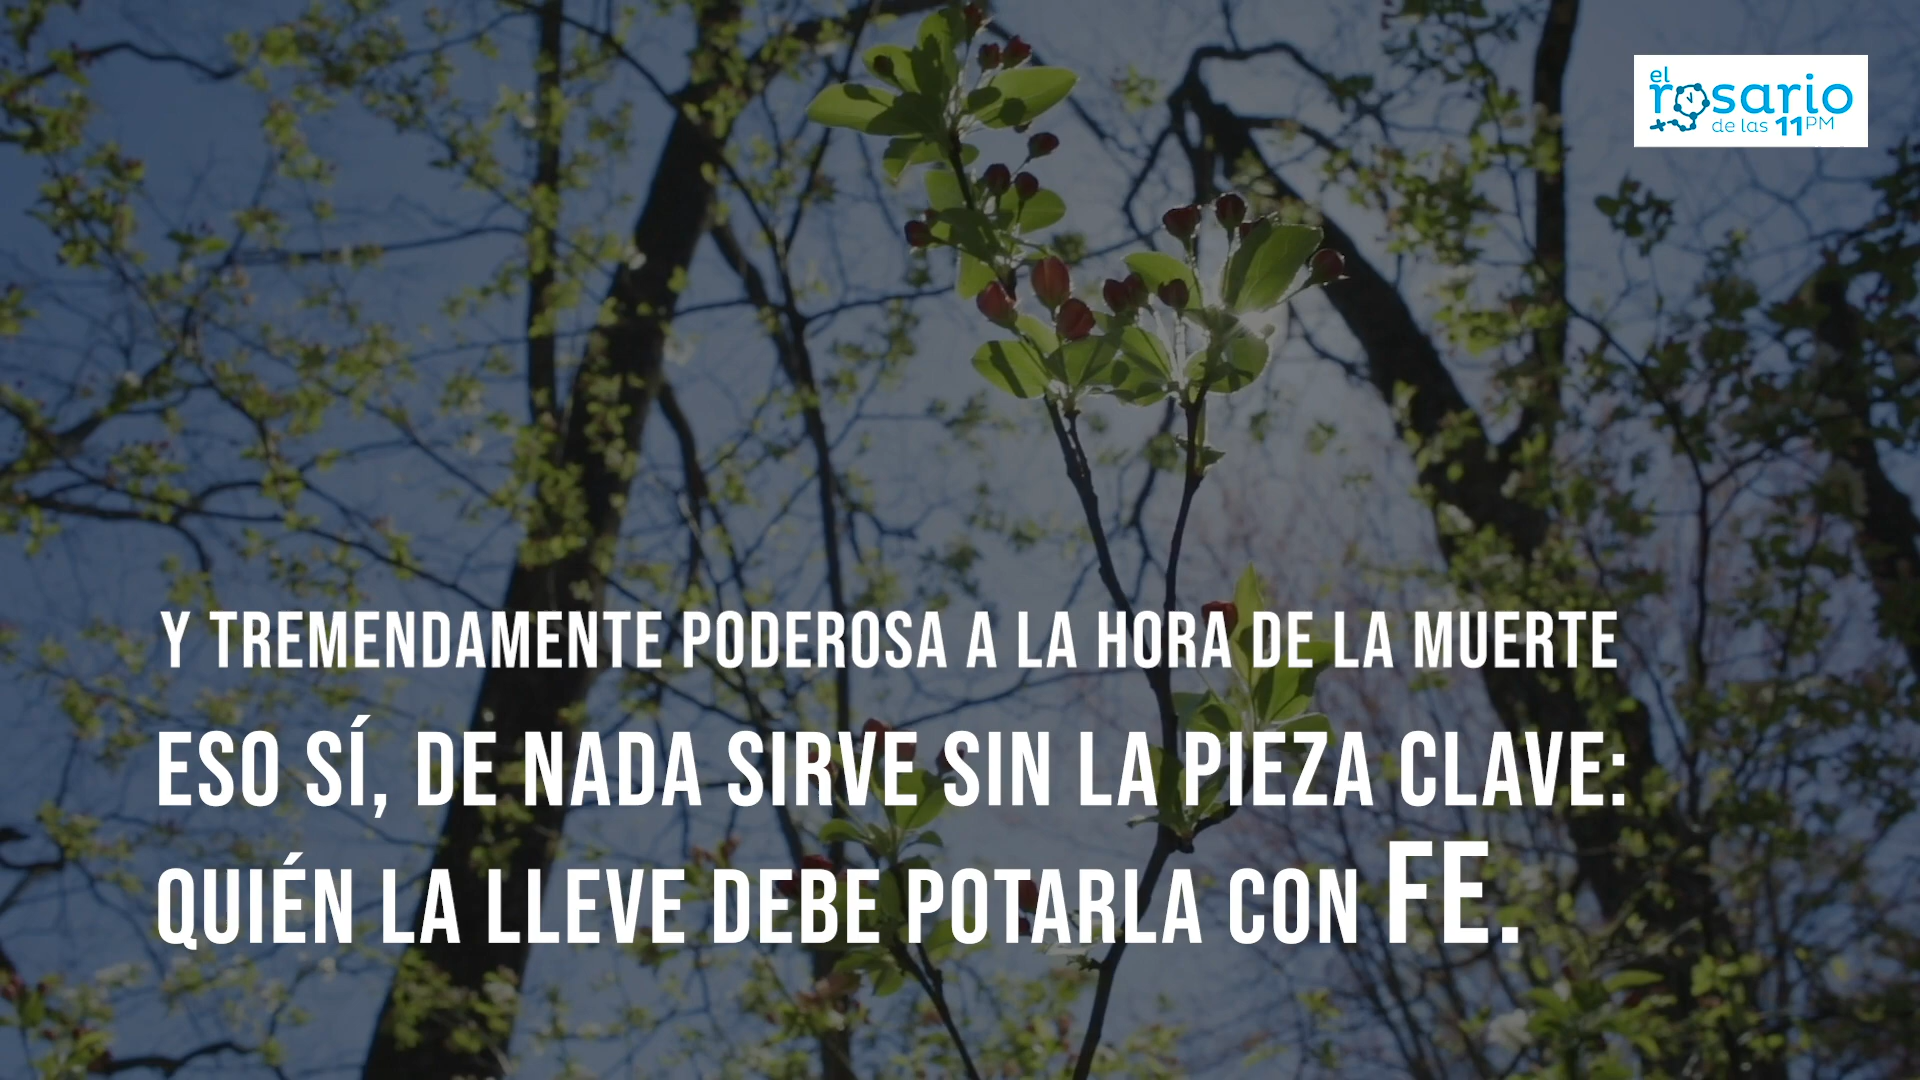 el
rosario
de las 11PM
Y TREMENDAMENTE PODEROSA A LA HORA DE LA MUERTE
ESO SÍ, DE NADA SIRVE SIN LA PIEZA CLAVE:
QUIÉN LA LLEVE DEBE POTARLA CON FE.